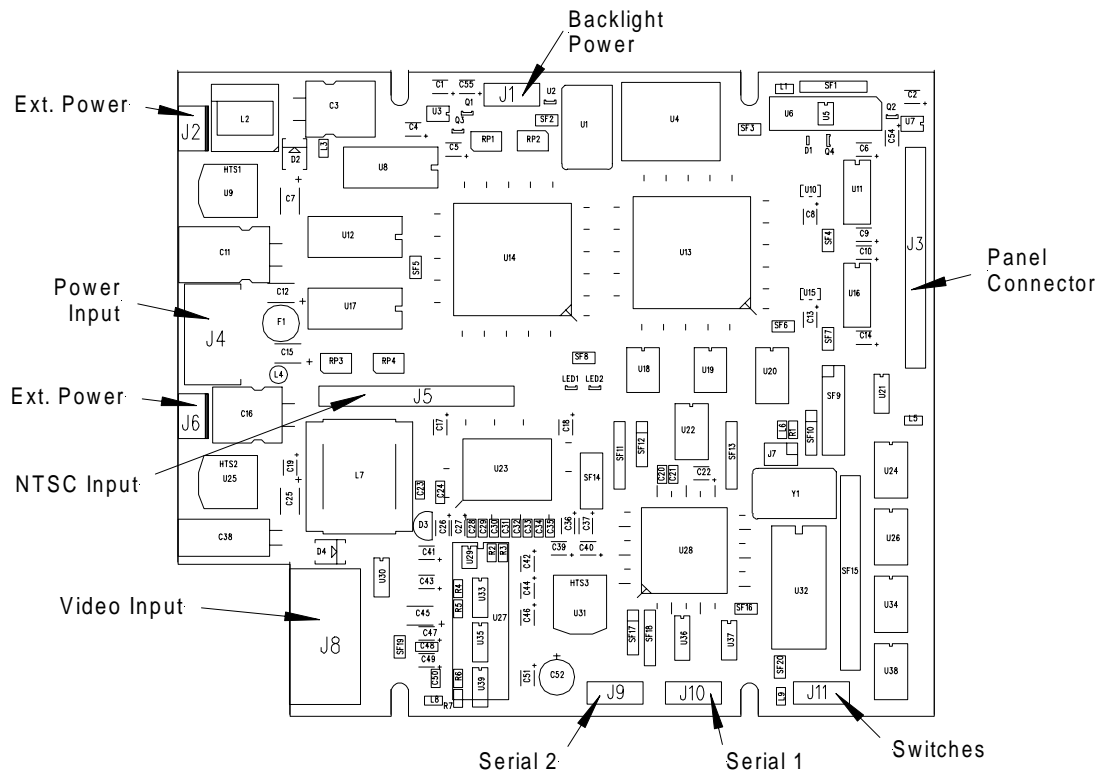 Backlight
Power
Ext. Power
J2
L2
C3
C1
C55
J1
U2
U3
Q1
Q3
C4
C5
SF2
RP1
RP2
U1
U4
L1
SF1
SF3
U6
U5
Q2
C2
U7
C54
D1
Q4
C6
D2
L3
U8
HTS1
U9
C7
U10
C8
U11
SF4
C9
C10
J3
C11
U12
SF5
U14
U13
Panel
Connector
Power
Input
J4
C12
F1
U17
U15
C13
U16
SF6
SF7
C14
C15
L4
RP3
RP4
SF8
LED1
LED2
U18
U19
U20
SF9
U21
Ext. Power
J6
C16
J5
C17
C18
U22
L6
R1
SF10
L5
NTSC Input
HTS2
U25
C19
C25
L7
C23
C24
U23
SF14
SF11
SF12
C20
C21
C22
SF13
J7
Y1
U24
C38
D3
C26
C27
C28
C29
C30
C31
C32
C33
C34
C35
C36
C37
U28
U26
D4
U30
C41
U29
R2
R3
C39
C40
C42
C43
R4
U33
C44
HTS3
U31
U32
SF15
U34
Video Input
J8
C45
R5
U27
C46
SF16
SF17
SF18
U36
U37
C47
C48
U35
SF19
C49
C50
R6
U39
C51
C52
SF20
U38
L8
R7
J9
J10
L9
J11
Serial 2
Serial 1
Switches